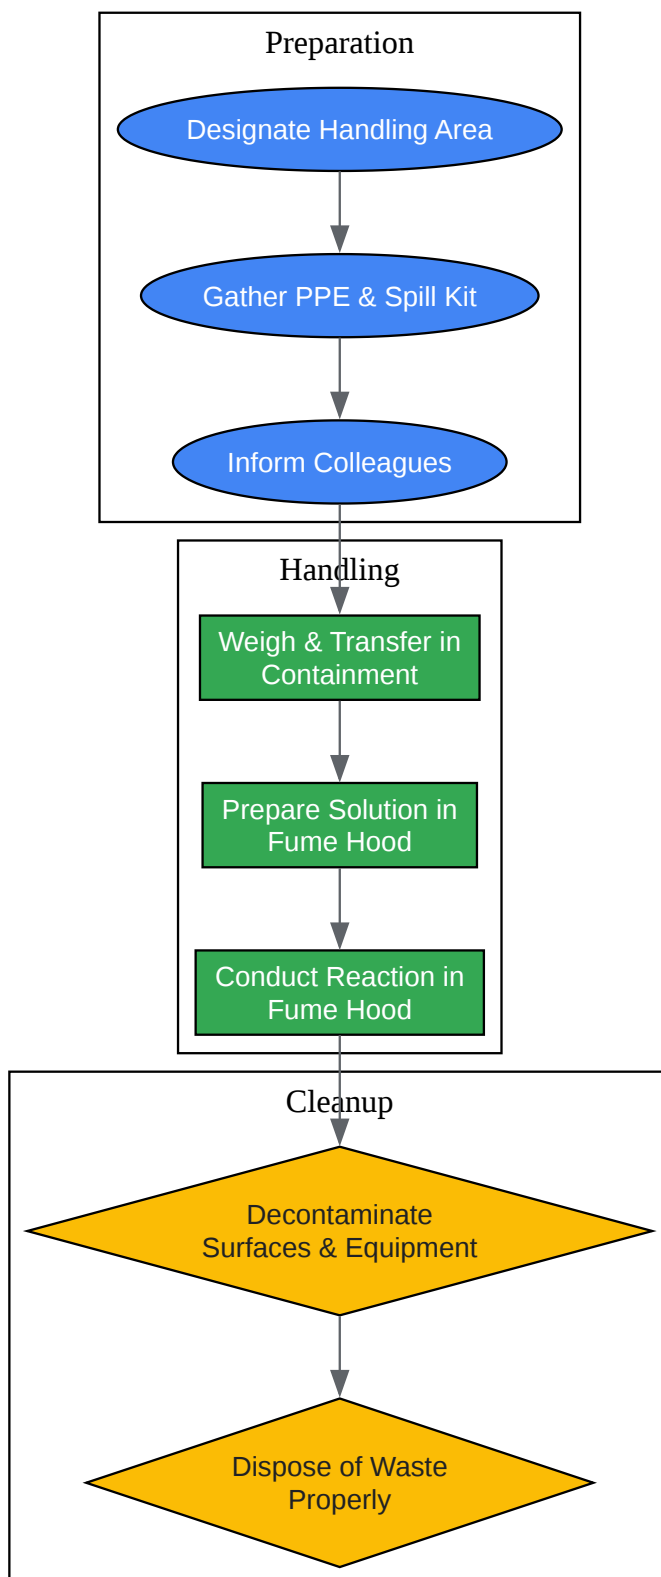 Preparation
Designate Handling Area
Gather PPE & Spill Kit
Inform Colleagues
Handling
Weigh & Transfer in
Containment
Prepare Solution in
Fume Hood
Conduct Reaction in
Fume Hood
Cleanup
Decontaminate
Surfaces & Equipment
Dispose of Waste
Properly